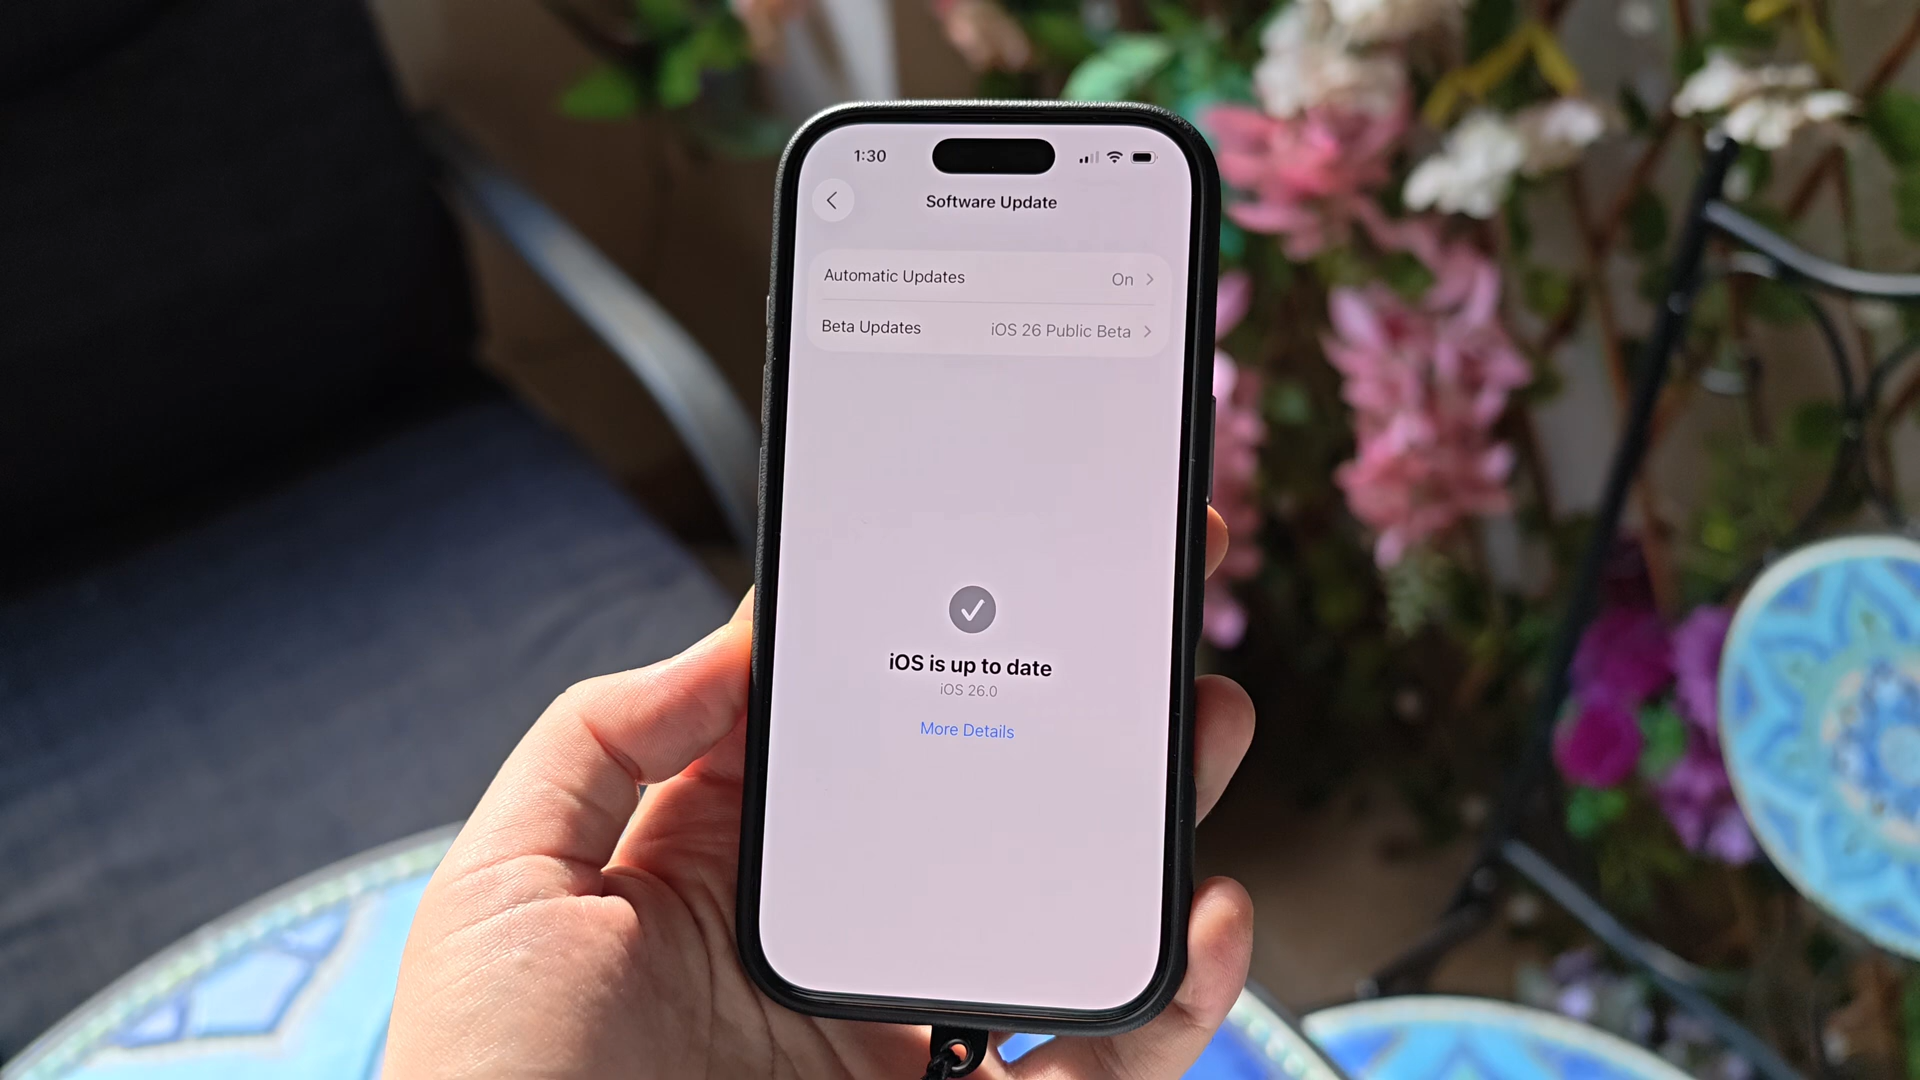 1:30
Software Update
Automatic Updates On
Beta Updates iOS 26 Public Beta
iOS is up to date
iOS 26.0
More Details